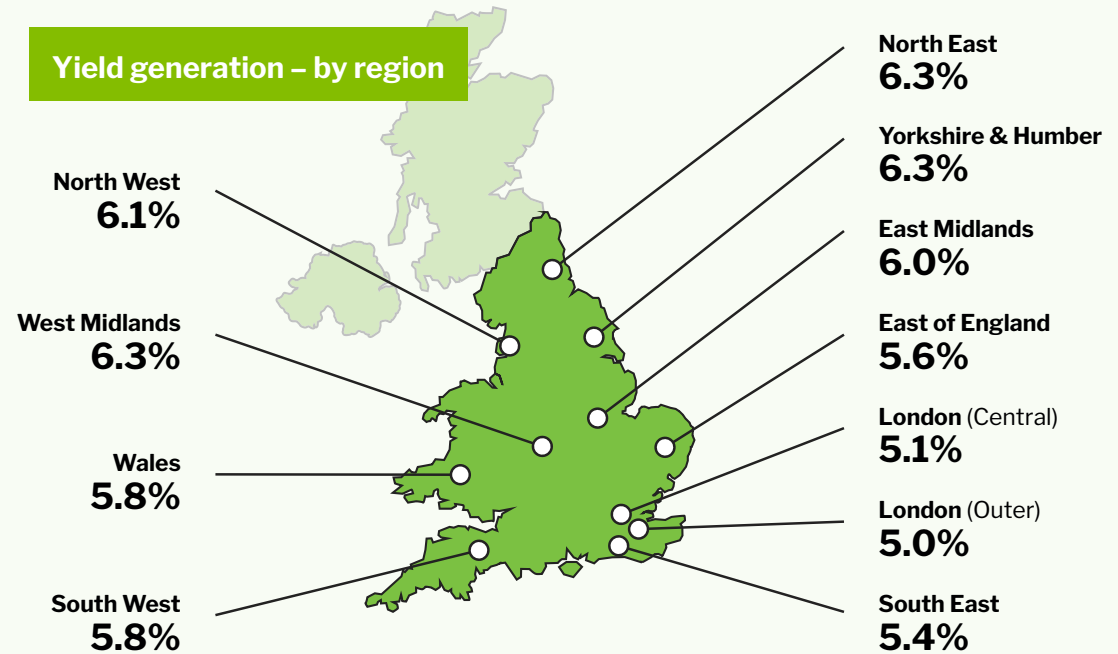 Yield generation – by region
North West
6.1%
West Midlands
6.3%
Wales
5.8%
South West
5.8%
North East
6.3%
Yorkshire & Humber
6.3%
East Midlands
6.0%
East of England
5.6%
London (Central)
5.1%
London (Outer)
5.0%
South East
5.4%